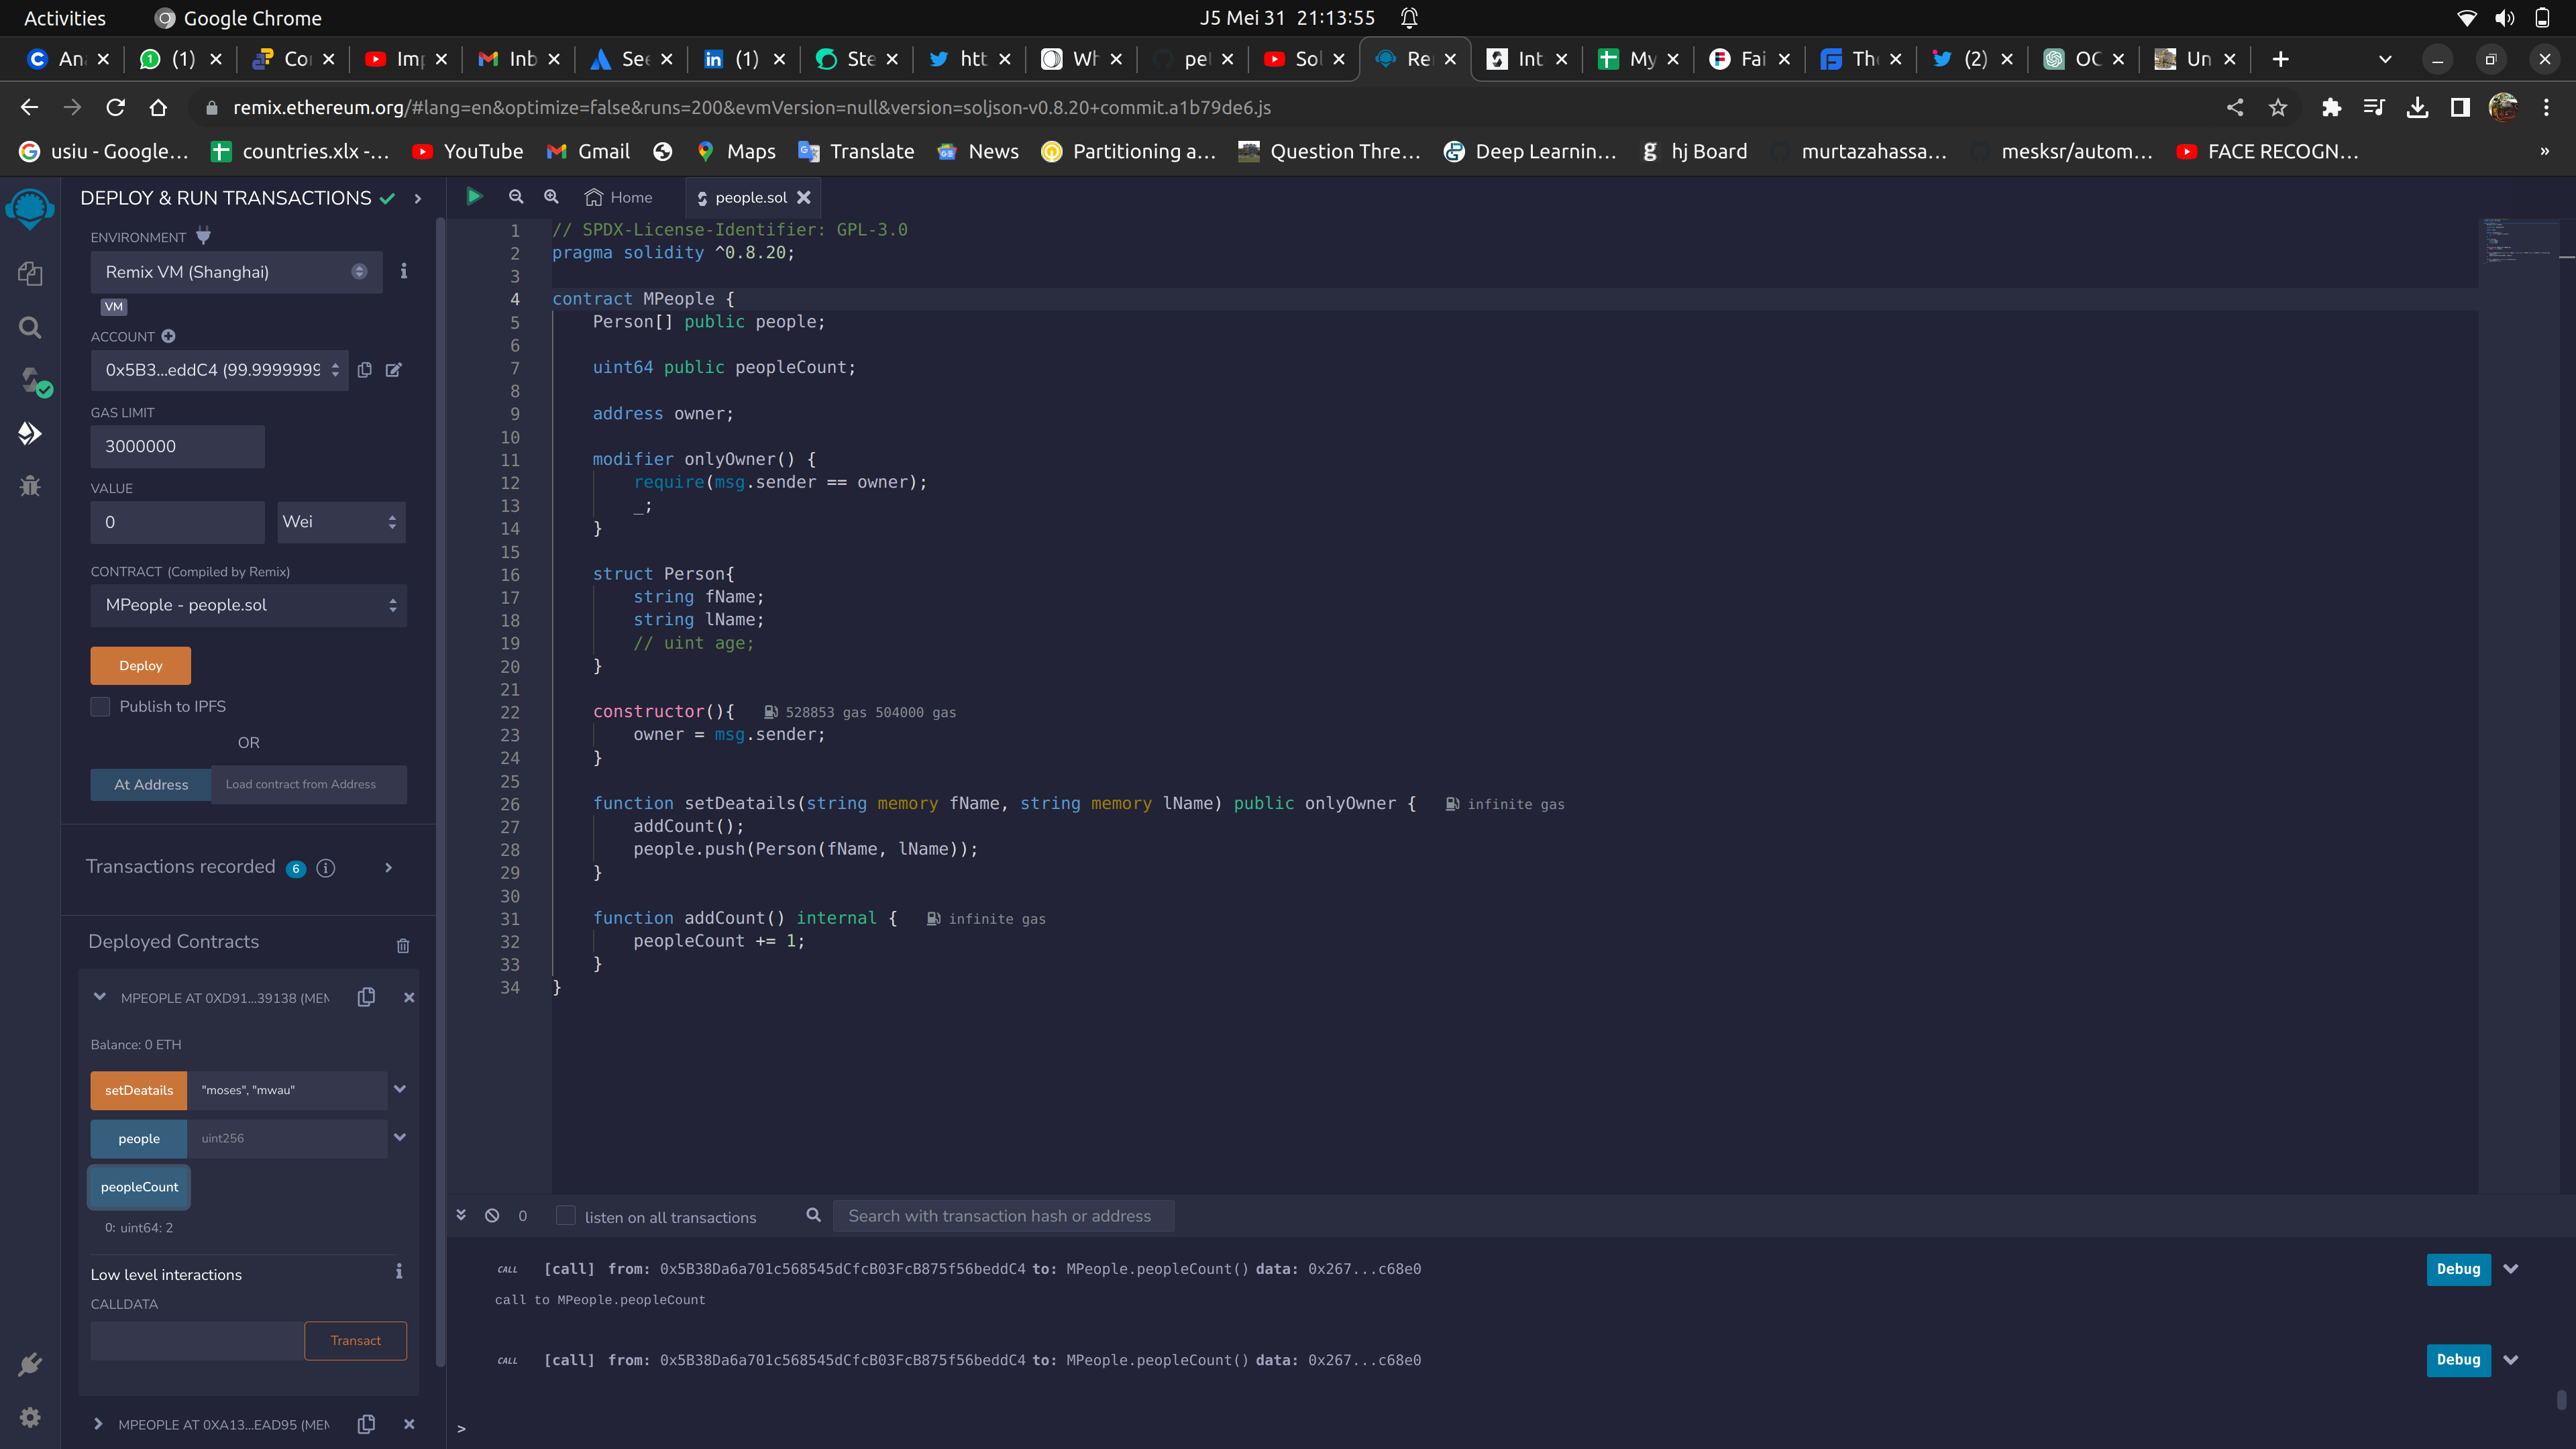 Activities
Google Chrome
J5 Mei 31 21:13:55
An
(1)
Co
Imp
Inb
See
(1)
Ste
htt
Wh
pel
Sol
Re
Int
My
Fai
The
(2)
OC
Un
remix.ethereum.org/#lang=en&optimize=false&runs=200&evmVersion=null&version=soljson-v0.8.20+commit.a1b79de6.js
usiu - Google...
countries.xlx -...
YouTube
Gmail
Maps
Translate
News
Partitioning a...
Question Thre...
Deep Learnin...
hj Board
murtazahassa...
mesksr/autom...
FACE RECOGN...
»
DEPLOY & RUN TRANSACTIONS
ENVIRONMENT
Remix VM (Shanghai)
VM
ACCOUNT
0x5B3...eddC4 (99.9999999
GAS LIMIT
3000000
VALUE
0
Wei
CONTRACT (Compiled by Remix)
MPeople - people.sol
Deploy
Publish to IPFS
OR
At Address
Load contract from Address
Transactions recorded 6
Deployed Contracts
MPEOPLE AT 0XD91...39138 (MEM
Balance: 0 ETH
setDeatails
"moses", "mwau"
people
uint256
peopleCount
0: uint64: 2
Low level interactions
CALLDATA
Transact
MPEOPLE AT 0XA13...EAD95 (MEM
Home
people.sol
1 // SPDX-License-Identifier: GPL-3.0
2 pragma solidity ^0.8.20;
3
4 contract MPeople {
5 Person[] public people;
6
7 uint64 public peopleCount;
8
9 address owner;
10
11 modifier onlyOwner() {
12 require(msg.sender == owner);
13 _;
14 }
15
16 struct Person{
17 string fName;
18 string lName;
19 // uint age;
20 }
21
22 constructor(){ 528853 gas 504000 gas
23 owner = msg.sender;
24 }
25
26 function setDeatails(string memory fName, string memory lName) public onlyOwner { infinite gas
27 addCount();
28 people.push(Person(fName, lName));
29 }
30
31 function addCount() internal { infinite gas
32 peopleCount += 1;
33 }
34 }
0
listen on all transactions
Search with transaction hash or address
CALL [call] from: 0x5B38Da6a701c568545dCfcB03FcB875f56beddC4 to: MPeople.peopleCount() data: 0x267...c68e0
Debug
call to MPeople.peopleCount
CALL [call] from: 0x5B38Da6a701c568545dCfcB03FcB875f56beddC4 to: MPeople.peopleCount() data: 0x267...c68e0
Debug
>